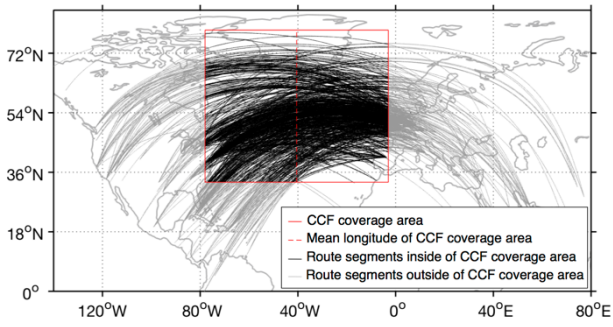 72°N
54°N
36°N
18°N
0°
120°W
80°W
40°W
0°
40°E
80°E
CCF coverage area
Mean longitude of CCF coverage area
Route segments inside of CCF coverage area
Route segments outside of CCF coverage area